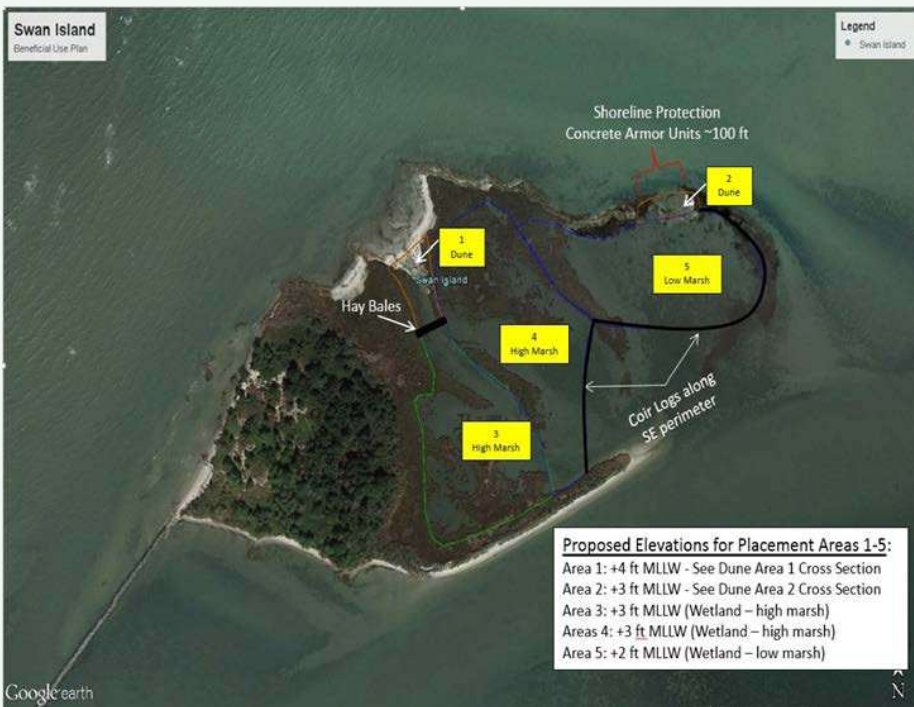 Swan Island
Beneficial Use Plan
Legend
Swan Island
Shoreline Protection
Concrete Armor Units ~100 ft
2
Dune
1
Dune
Swan Island
5
Low Marsh
Hay Bales
4
High Marsh
Coir Logs along
SE perimeter
3
High Marsh
Proposed Elevations for Placement Areas 1-5:
Area 1: +4 ft MLLW - See Dune Area 1 Cross Section
Area 2: +3 ft MLLW - See Dune Area 2 Cross Section
Area 3: +3 ft MLLW (Wetland – high marsh)
Areas 4: +3 ft MLLW (Wetland – high marsh)
Area 5: +2 ft MLLW (Wetland – low marsh)
Google earth
N